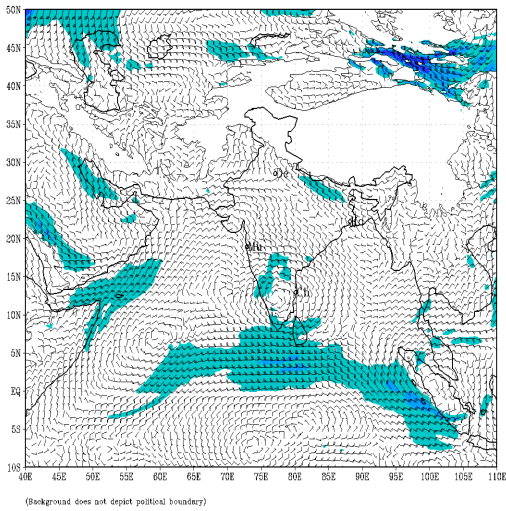 50N
45N
40N
35N
30N
25N
20N
15N
10N
5N
EQ
5S
10S
40E 45E 50E 55E 60E 65E 70E 75E 80E 85E 90E 95E 100E 105E 110E
(Background does not depict political boundary)